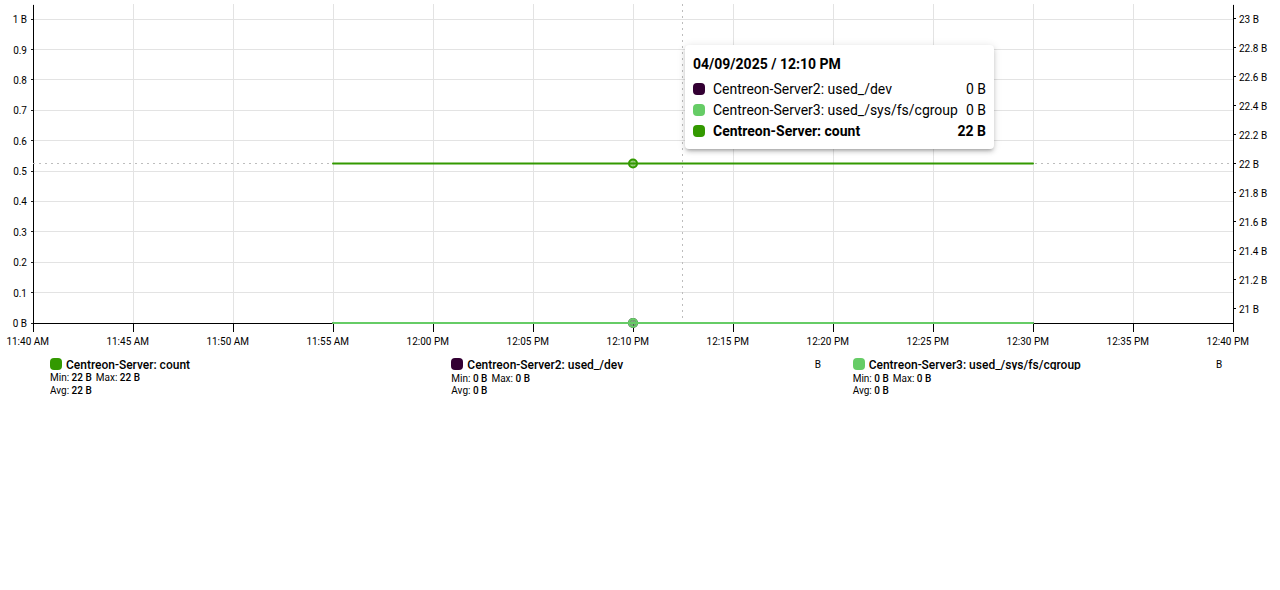 1 B
0.9
0.8
0.7
0.6
0.5
0.4
0.3
0.2
0.1
0 B
23 B
22.8 B
22.6 B
22.4 B
22.2 B
22 B
21.8 B
21.6 B
21.4 B
21.2 B
21 B
04/09/2025 / 12:10 PM
Centreon-Server2: used_/dev 0 B
Centreon-Server3: used_/sys/fs/cgroup 0 B
Centreon-Server: count 22 B
11:40 AM 11:45 AM 11:50 AM 11:55 AM 12:00 PM 12:05 PM 12:10 PM 12:15 PM 12:20 PM 12:25 PM 12:30 PM 12:35 PM 12:40 PM
Centreon-Server: count
Min: 22 B Max: 22 B
Avg: 22 B
Centreon-Server2: used_/dev B
Min: 0 B Max: 0 B
Avg: 0 B
Centreon-Server3: used_/sys/fs/cgroup B
Min: 0 B Max: 0 B
Avg: 0 B